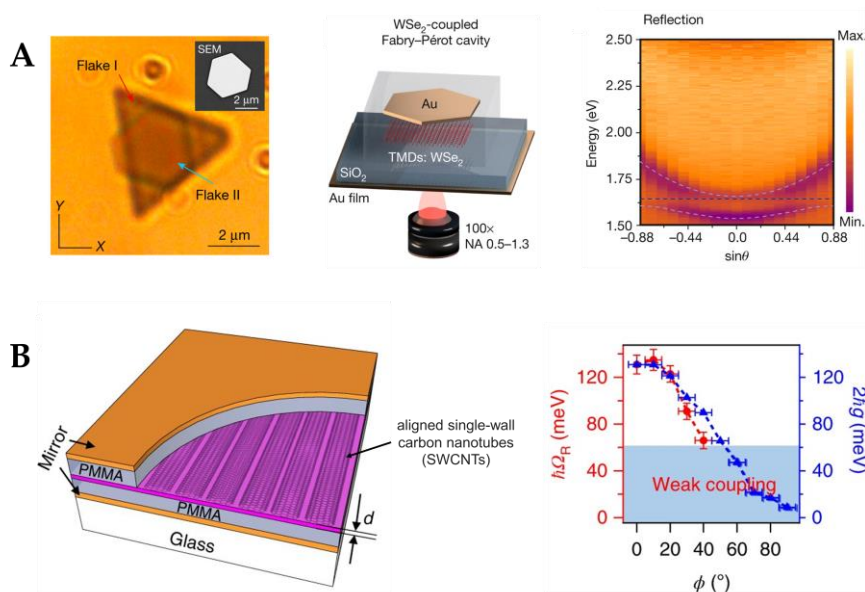 A
SEM
Flake I
2 μm
Flake II
Y
X
2 μm
WSe₂-coupled
Fabry–Pérot cavity
Au
TMDs: WSe₂
SiO₂
Au film
100×
NA 0.5–1.3
Reflection
Max.
2.50
2.25
2.00
1.75
1.50
Energy (eV)
Min.
−0.88 −0.44 0.0 0.44 0.88
sinθ
B
Mirror
PMMA
PMMA
Glass
d
aligned single-wall
carbon nanotubes
(SWCNTs)
ħΩR (meV)
120
80
40
0
Weak coupling
120
80
40
0
2ħg (meV)
0 20 40 60 80
ϕ (°)